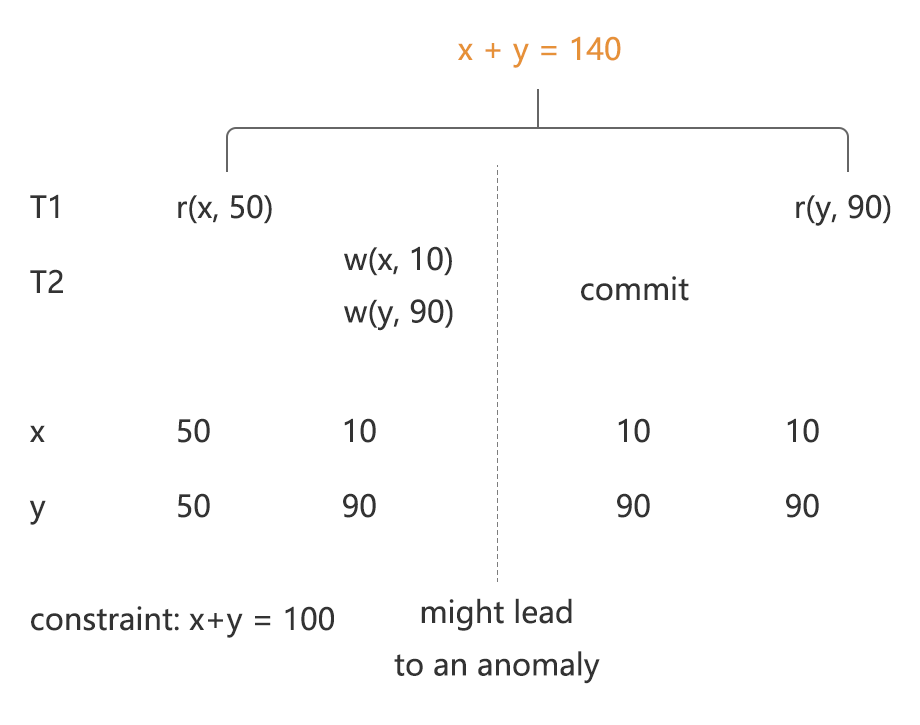 x + y = 140
T1 r(x, 50) r(y, 90)
w(x, 10)
T2 commit
w(y, 90)
x 50 10 10 10
y 50 90 90 90
constraint: x+y = 100
might lead
to an anomaly